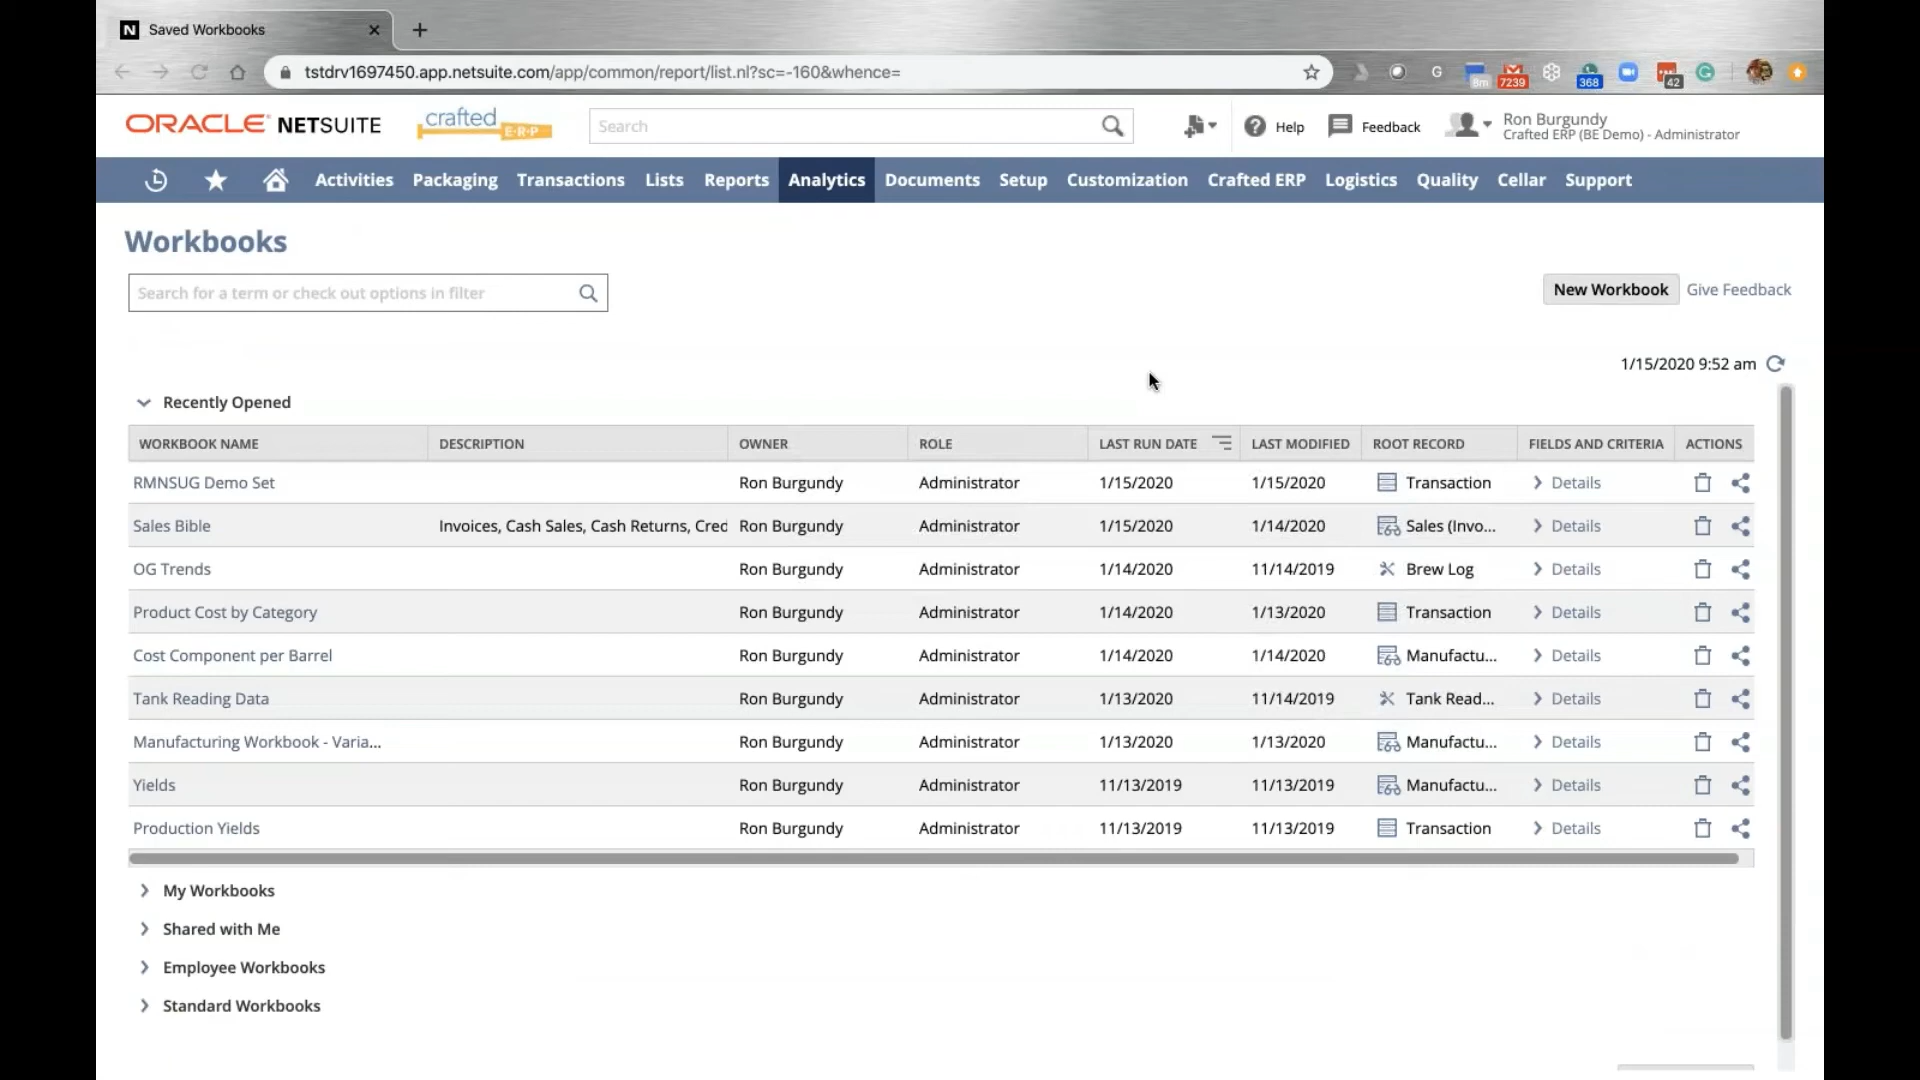 N Saved Workbooks
tstdrv1697450.app.netsuite.com/app/common/report/list.nl?sc=-160&whence=
G 8m 7239 368 42
ORACLE NETSUITE crafted E·R·P Search Help Feedback Ron Burgundy
Crafted ERP (BE Demo) - Administrator
Activities Packaging Transactions Lists Reports Analytics Documents Setup Customization Crafted ERP Logistics Quality Cellar Support
Workbooks
Search for a term or check out options in filter New Workbook Give Feedback
1/15/2020 9:52 am
Recently Opened
WORKBOOK NAME DESCRIPTION OWNER ROLE LAST RUN DATE LAST MODIFIED ROOT RECORD FIELDS AND CRITERIA ACTIONS
RMNSUG Demo Set Ron Burgundy Administrator 1/15/2020 1/15/2020 Transaction Details
Sales Bible Invoices, Cash Sales, Cash Returns, Cred Ron Burgundy Administrator 1/15/2020 1/14/2020 Sales (Invo... Details
OG Trends Ron Burgundy Administrator 1/14/2020 11/14/2019 Brew Log Details
Product Cost by Category Ron Burgundy Administrator 1/14/2020 1/13/2020 Transaction Details
Cost Component per Barrel Ron Burgundy Administrator 1/14/2020 1/14/2020 Manufactu... Details
Tank Reading Data Ron Burgundy Administrator 1/13/2020 11/14/2019 Tank Read... Details
Manufacturing Workbook - Varia... Ron Burgundy Administrator 1/13/2020 1/13/2020 Manufactu... Details
Yields Ron Burgundy Administrator 11/13/2019 11/13/2019 Manufactu... Details
Production Yields Ron Burgundy Administrator 11/13/2019 11/13/2019 Transaction Details
My Workbooks
Shared with Me
Employee Workbooks
Standard Workbooks